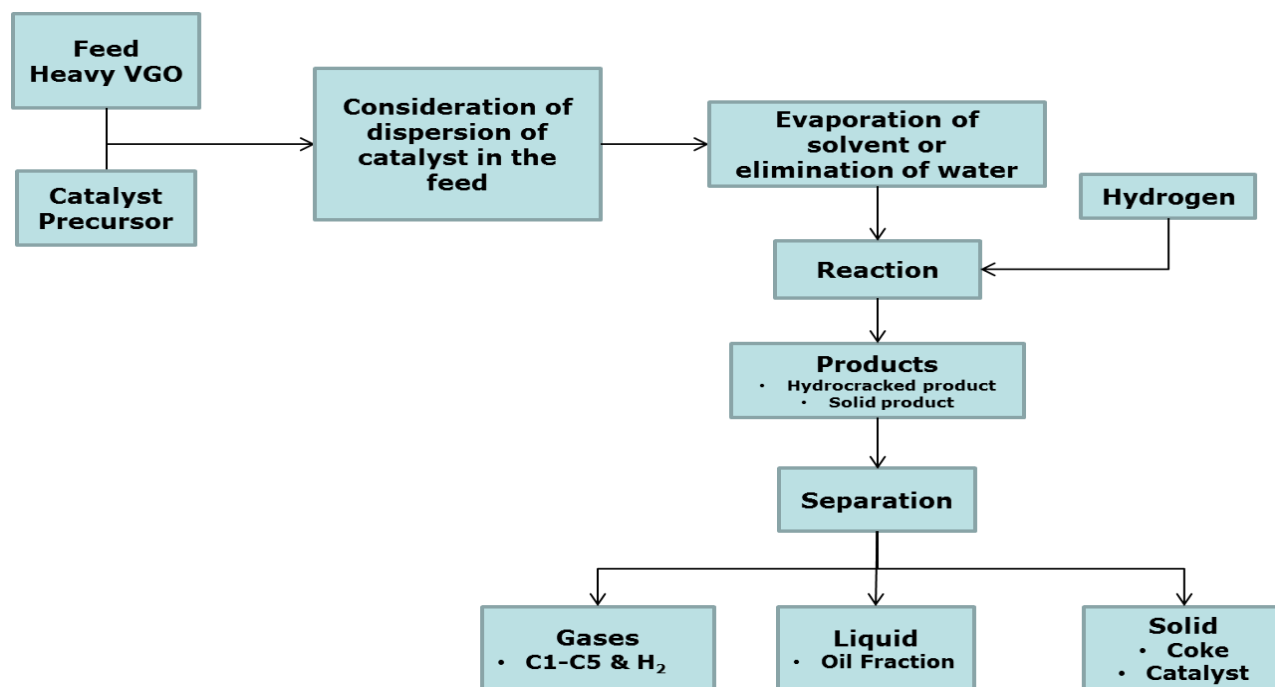 Feed
Heavy VGO
Catalyst
Precursor
Consideration of
dispersion of
catalyst in the
feed
Evaporation of
solvent or
elimination of water
Hydrogen
Reaction
Products
• Hydrocracked product
• Solid product
Separation
Gases
• C1-C5 & H₂
Liquid
• Oil Fraction
Solid
• Coke
• Catalyst